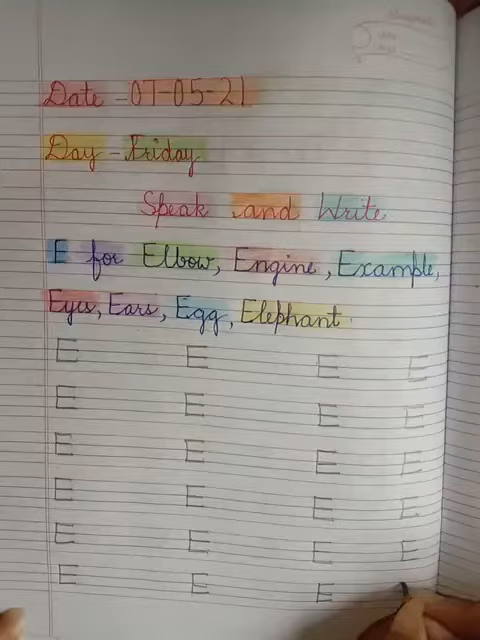 Date - 07-05-21
Day - Friday
Speak and Write
E for Elbow, Engine, Example,
Eyes, Ears, Egg, Elephant.
E E E E
E E E E
E E E E
E E E E
E E E E
E E E